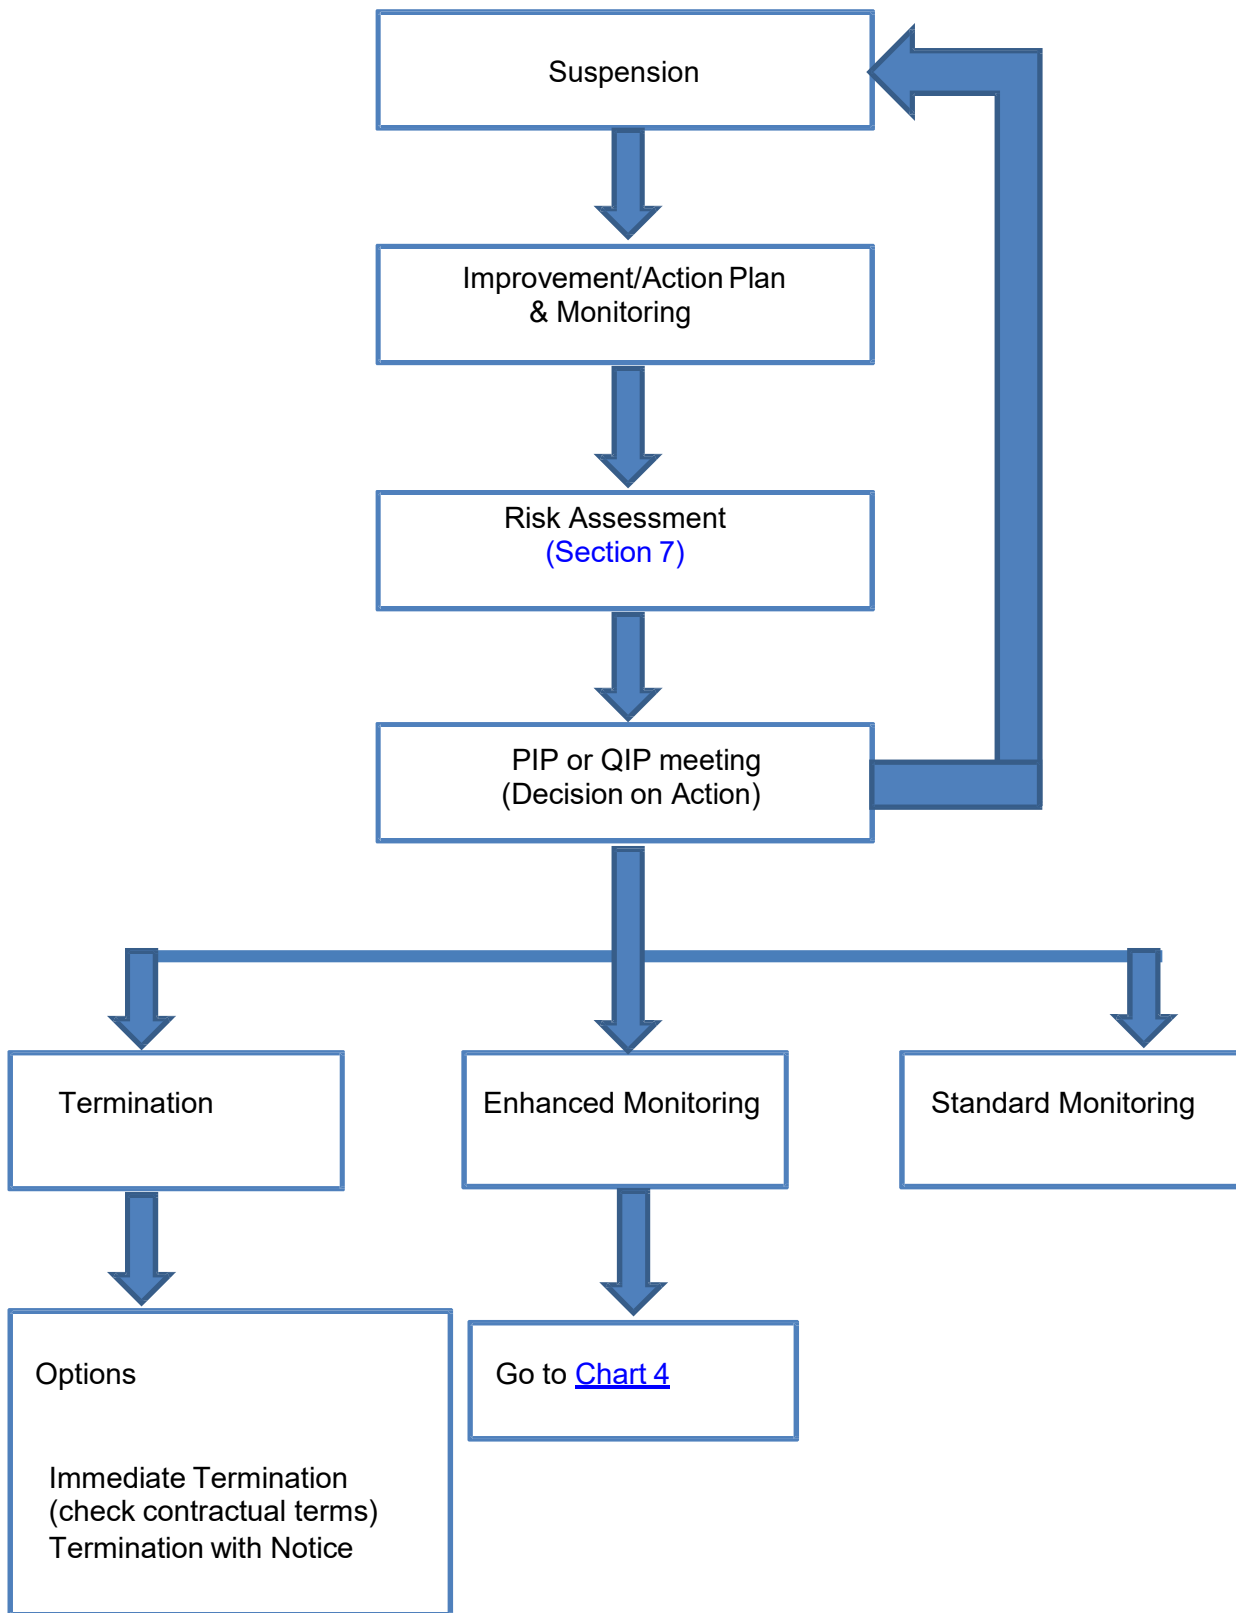 Suspension
Improvement/Action Plan
& Monitoring
Risk Assessment
(Section 7)
PIP or QIP meeting
(Decision on Action)
Termination
Enhanced Monitoring
Standard Monitoring
Options
Immediate Termination
(check contractual terms)
Termination with Notice
Go to Chart 4